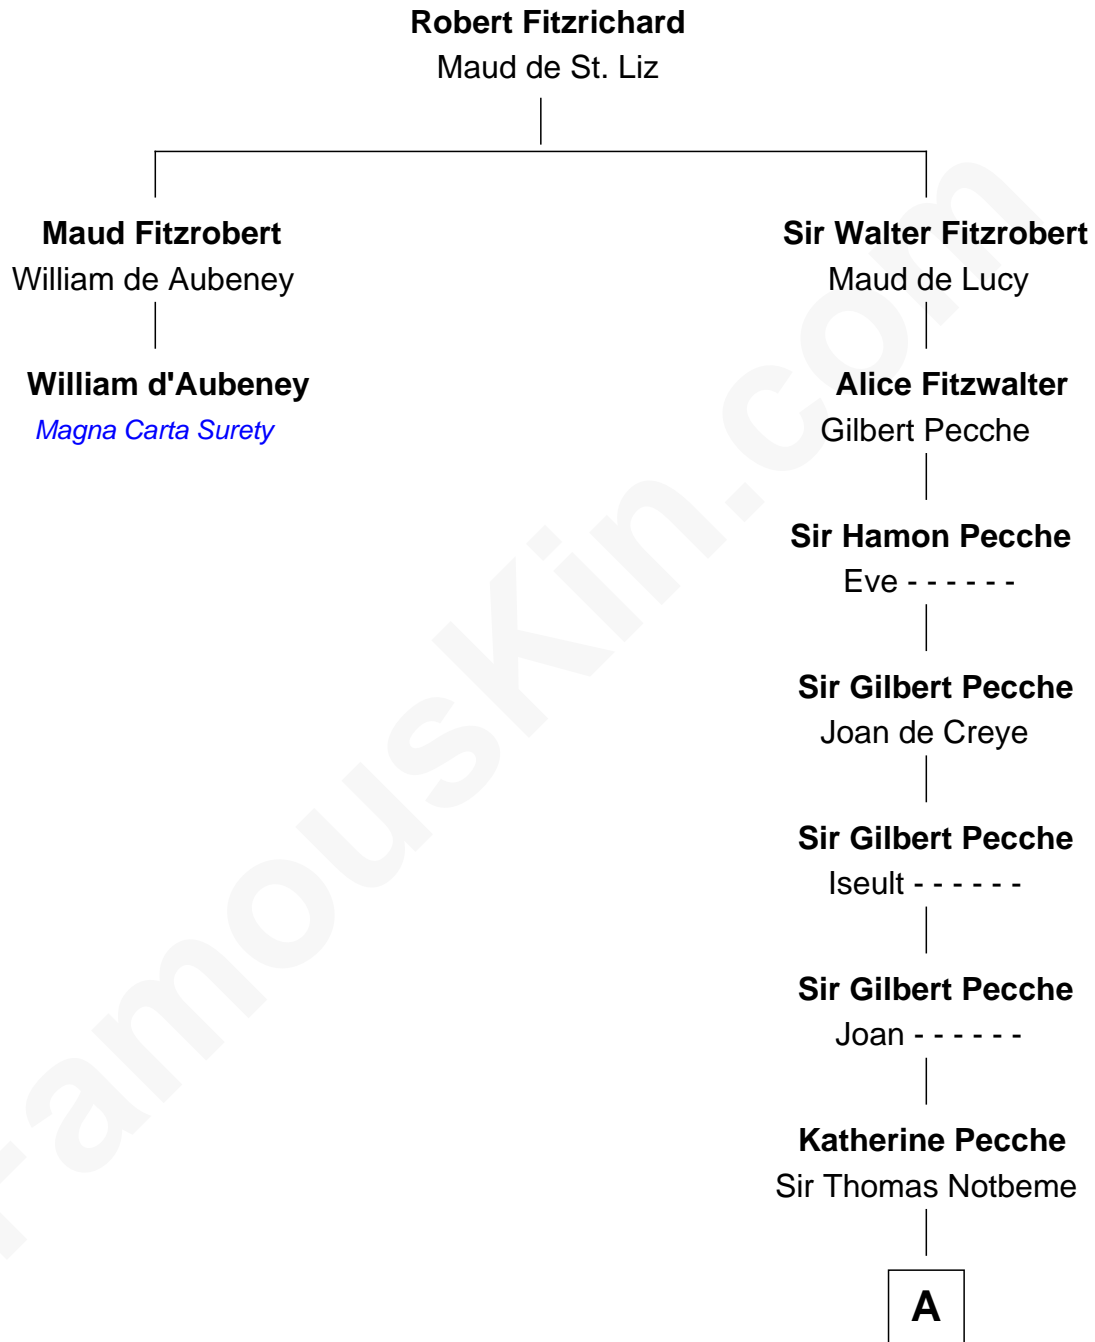 Robert Fitzrichard
Maud de St. Liz
Maud Fitzrobert
William de Aubeney
Sir Walter Fitzrobert
Maud de Lucy
William d'Aubeney
Magna Carta Surety
Alice Fitzwalter
Gilbert Pecche
Sir Hamon Pecche
Eve - - - - - -
Sir Gilbert Pecche
Joan de Creye
Sir Gilbert Pecche
Iseult - - - - - -
Sir Gilbert Pecche
Joan - - - - - -
Katherine Pecche
Sir Thomas Notbeme
A
FamousKin.com